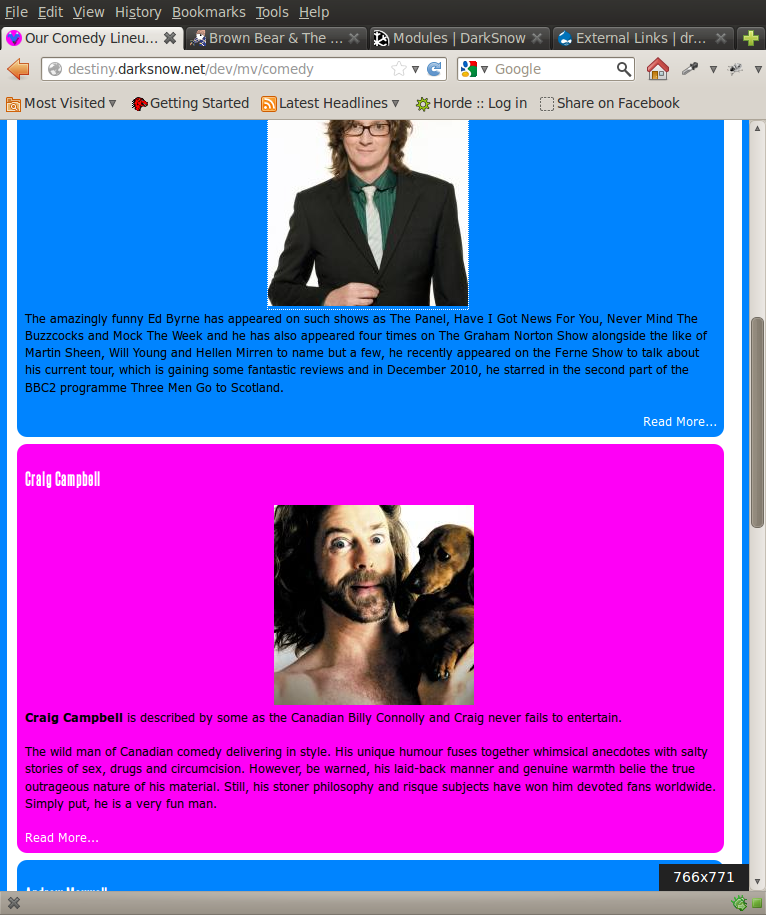 File Edit View History Bookmarks Tools Help
Our Comedy Lineu... Brown Bear & The ... Modules | DarkSnow External Links | dr...
destiny.darksnow.net/dev/mv/comedy Google
Most Visited Getting Started Latest Headlines Horde :: Log in Share on Facebook
The amazingly funny Ed Byrne has appeared on such shows as The Panel, Have I Got News For You, Never Mind The
Buzzcocks and Mock The Week and he has also appeared four times on The Graham Norton Show alongside the like of
Martin Sheen, Will Young and Hellen Mirren to name but a few, he recently appeared on the Ferne Show to talk about
his current tour, which is gaining some fantastic reviews and in December 2010, he starred in the second part of the
BBC2 programme Three Men Go to Scotland.
Read More...
Craig Campbell
Craig Campbell is described by some as the Canadian Billy Connolly and Craig never fails to entertain.
The wild man of Canadian comedy delivering in style. His unique humour fuses together whimsical anecdotes with salty
stories of sex, drugs and circumcision. However, be warned, his laid-back manner and genuine warmth belie the true
outrageous nature of his material. Still, his stoner philosophy and risque subjects have won him devoted fans worldwide.
Simply put, he is a very fun man.
Read More...
766x771